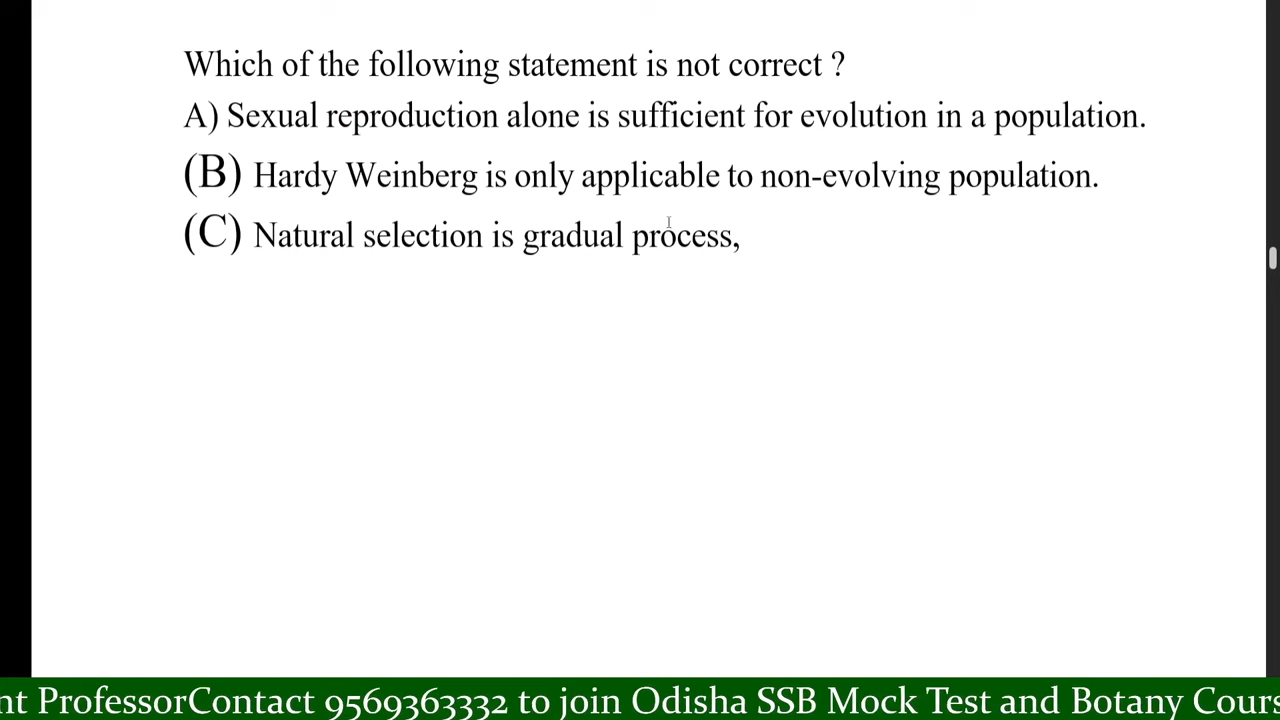 Which of the following statement is not correct ?
A) Sexual reproduction alone is sufficient for evolution in a population.
(B) Hardy Weinberg is only applicable to non-evolving population.
(C) Natural selection is gradual process,
nt ProfessorContact 9569363332 to join Odisha SSB Mock Test and Botany Cours